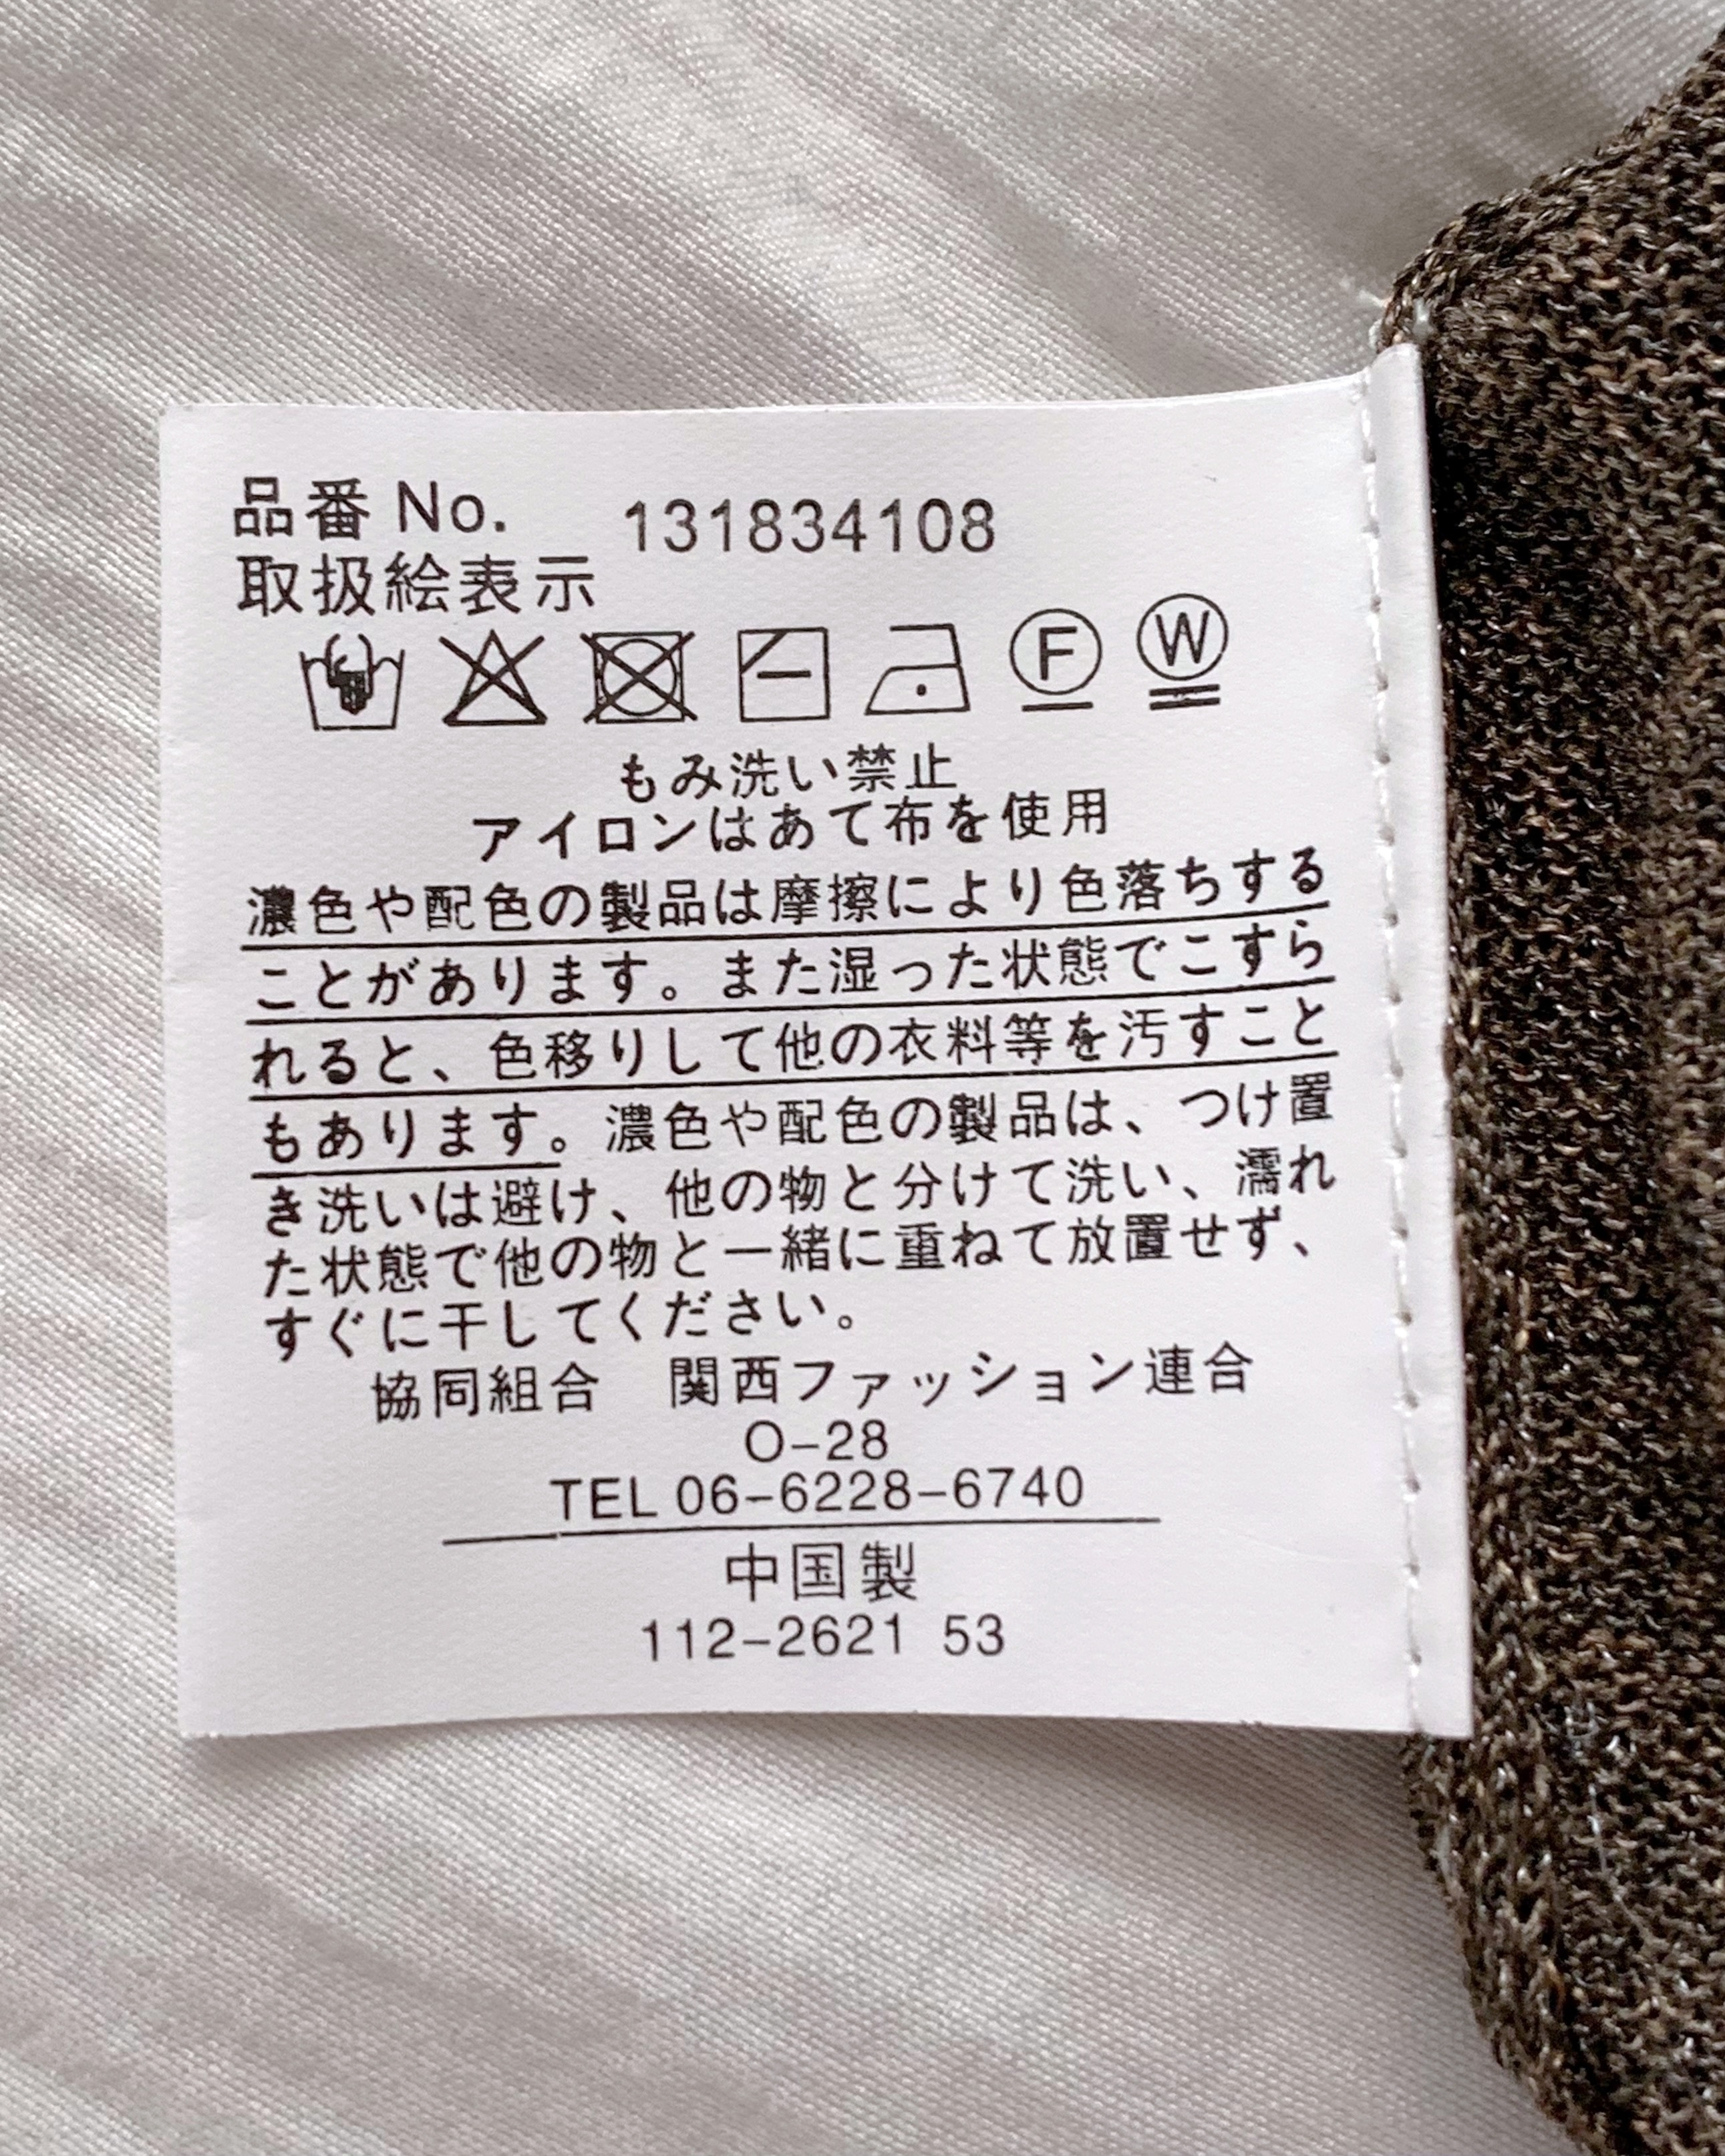 品番 No. 131834108
取扱絵表示
F W
もみ洗い禁止
アイロンはあて布を使用
濃色や配色の製品は摩擦により色落ちする
ことがあります。また湿った状態でこすら
れると、色移りして他の衣料等を汚すこと
もあります。濃色や配色の製品は、つけ置
き洗いは避け、他の物と分けて洗い、濡れ
た状態で他の物と一緒に重ねて放置せず、
すぐに干してください。
協同組合 関西ファッション連合
O-28
TEL 06-6228-6740
中国製
112-2621 53